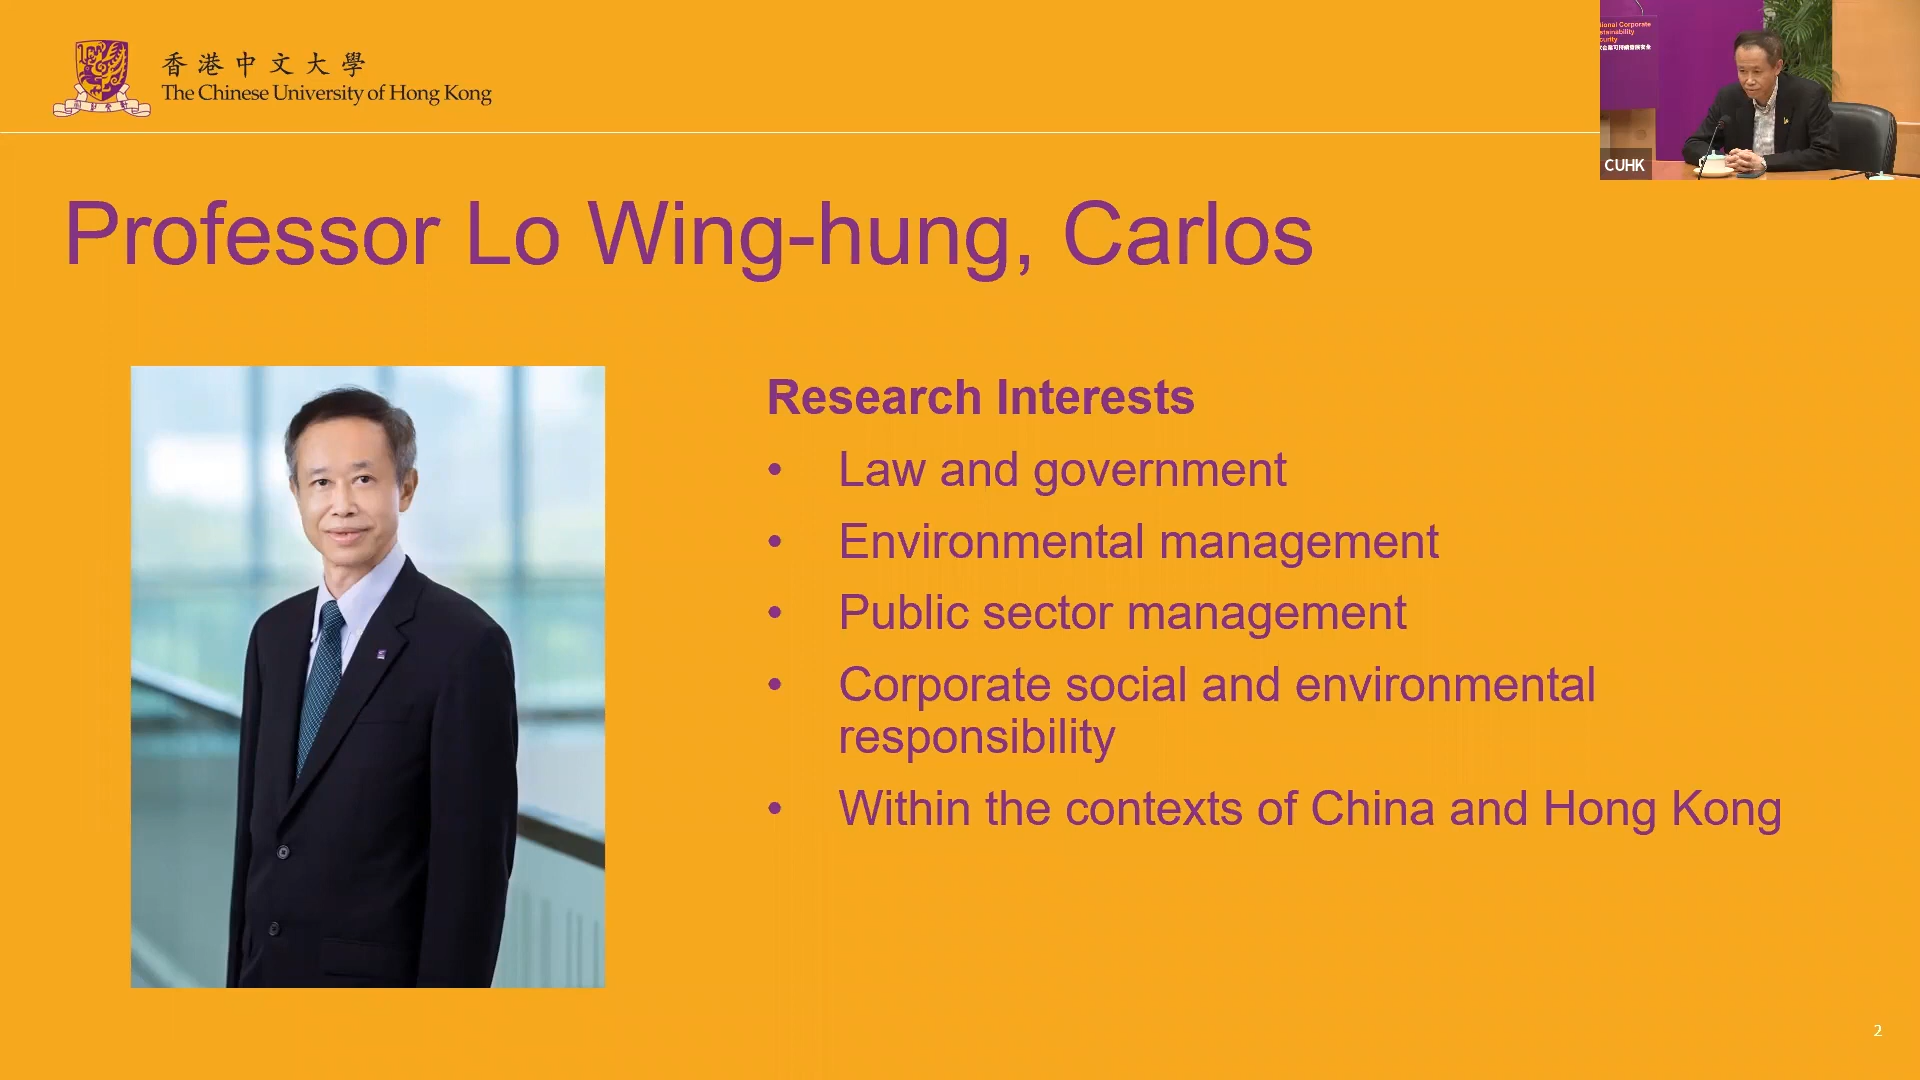 香港中文大學
The Chinese University of Hong Kong
CUHK
Professor Lo Wing-hung, Carlos
Research Interests
• Law and government
• Environmental management
• Public sector management
• Corporate social and environmental
responsibility
• Within the contexts of China and Hong Kong
2